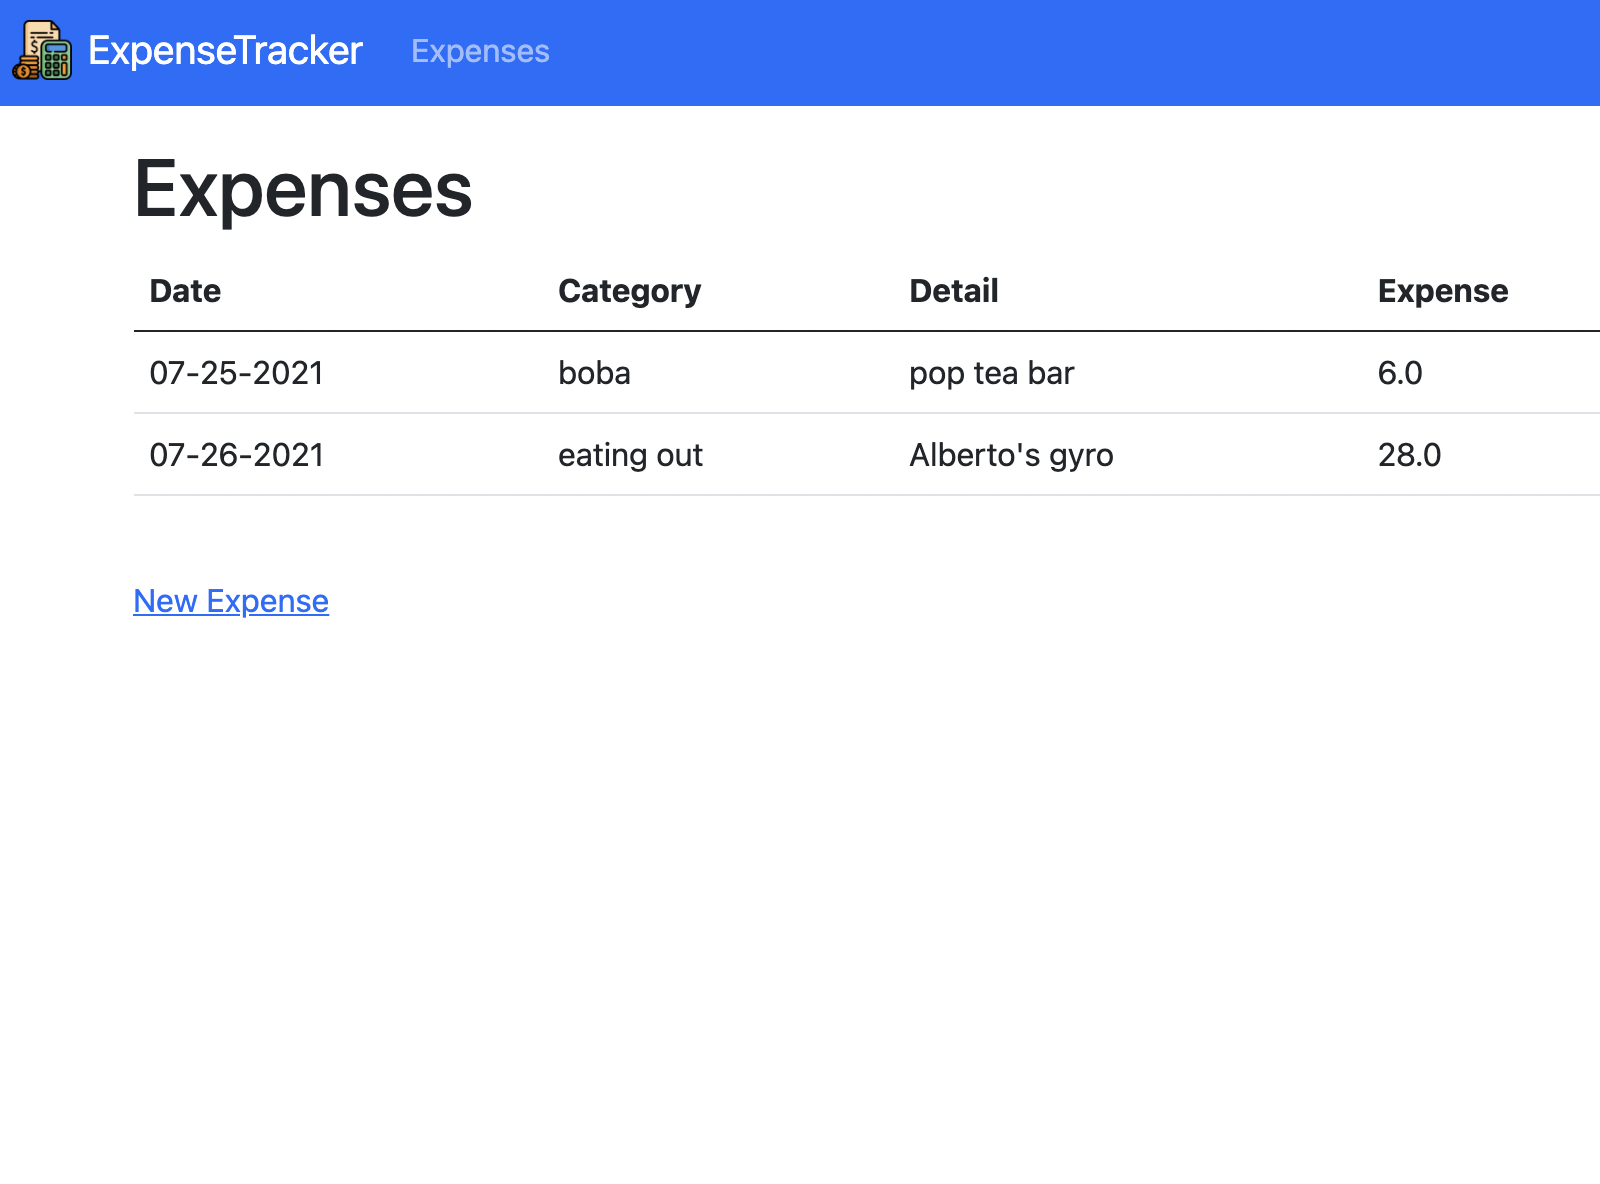 ExpenseTracker Expenses
Expenses
Date Category Detail Expense
07-25-2021 boba pop tea bar 6.0
07-26-2021 eating out Alberto's gyro 28.0
New Expense